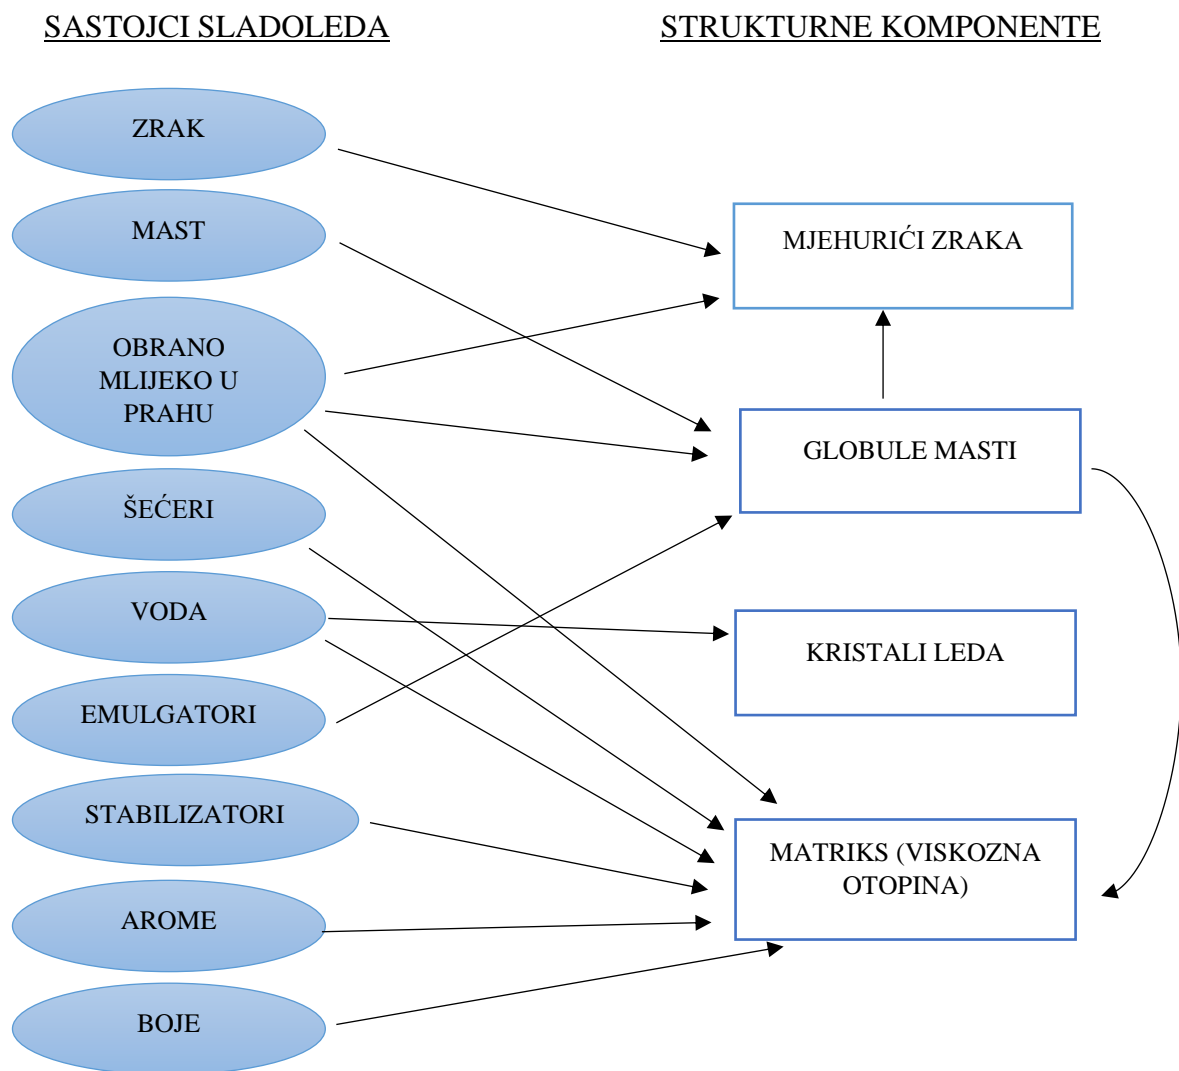 SASTOJCI SLADOLEDA
STRUKTURNE KOMPONENTE
ZRAK
MAST
OBRANO
MLIJEKO U
PRAHU
ŠEĆERI
VODA
EMULGATORI
STABILIZATORI
AROME
BOJE
MJEHURIĆI ZRAKA
GLOBULE MASTI
KRISTALI LEDA
MATRIKS (VISKOZNA
OTOPINA)